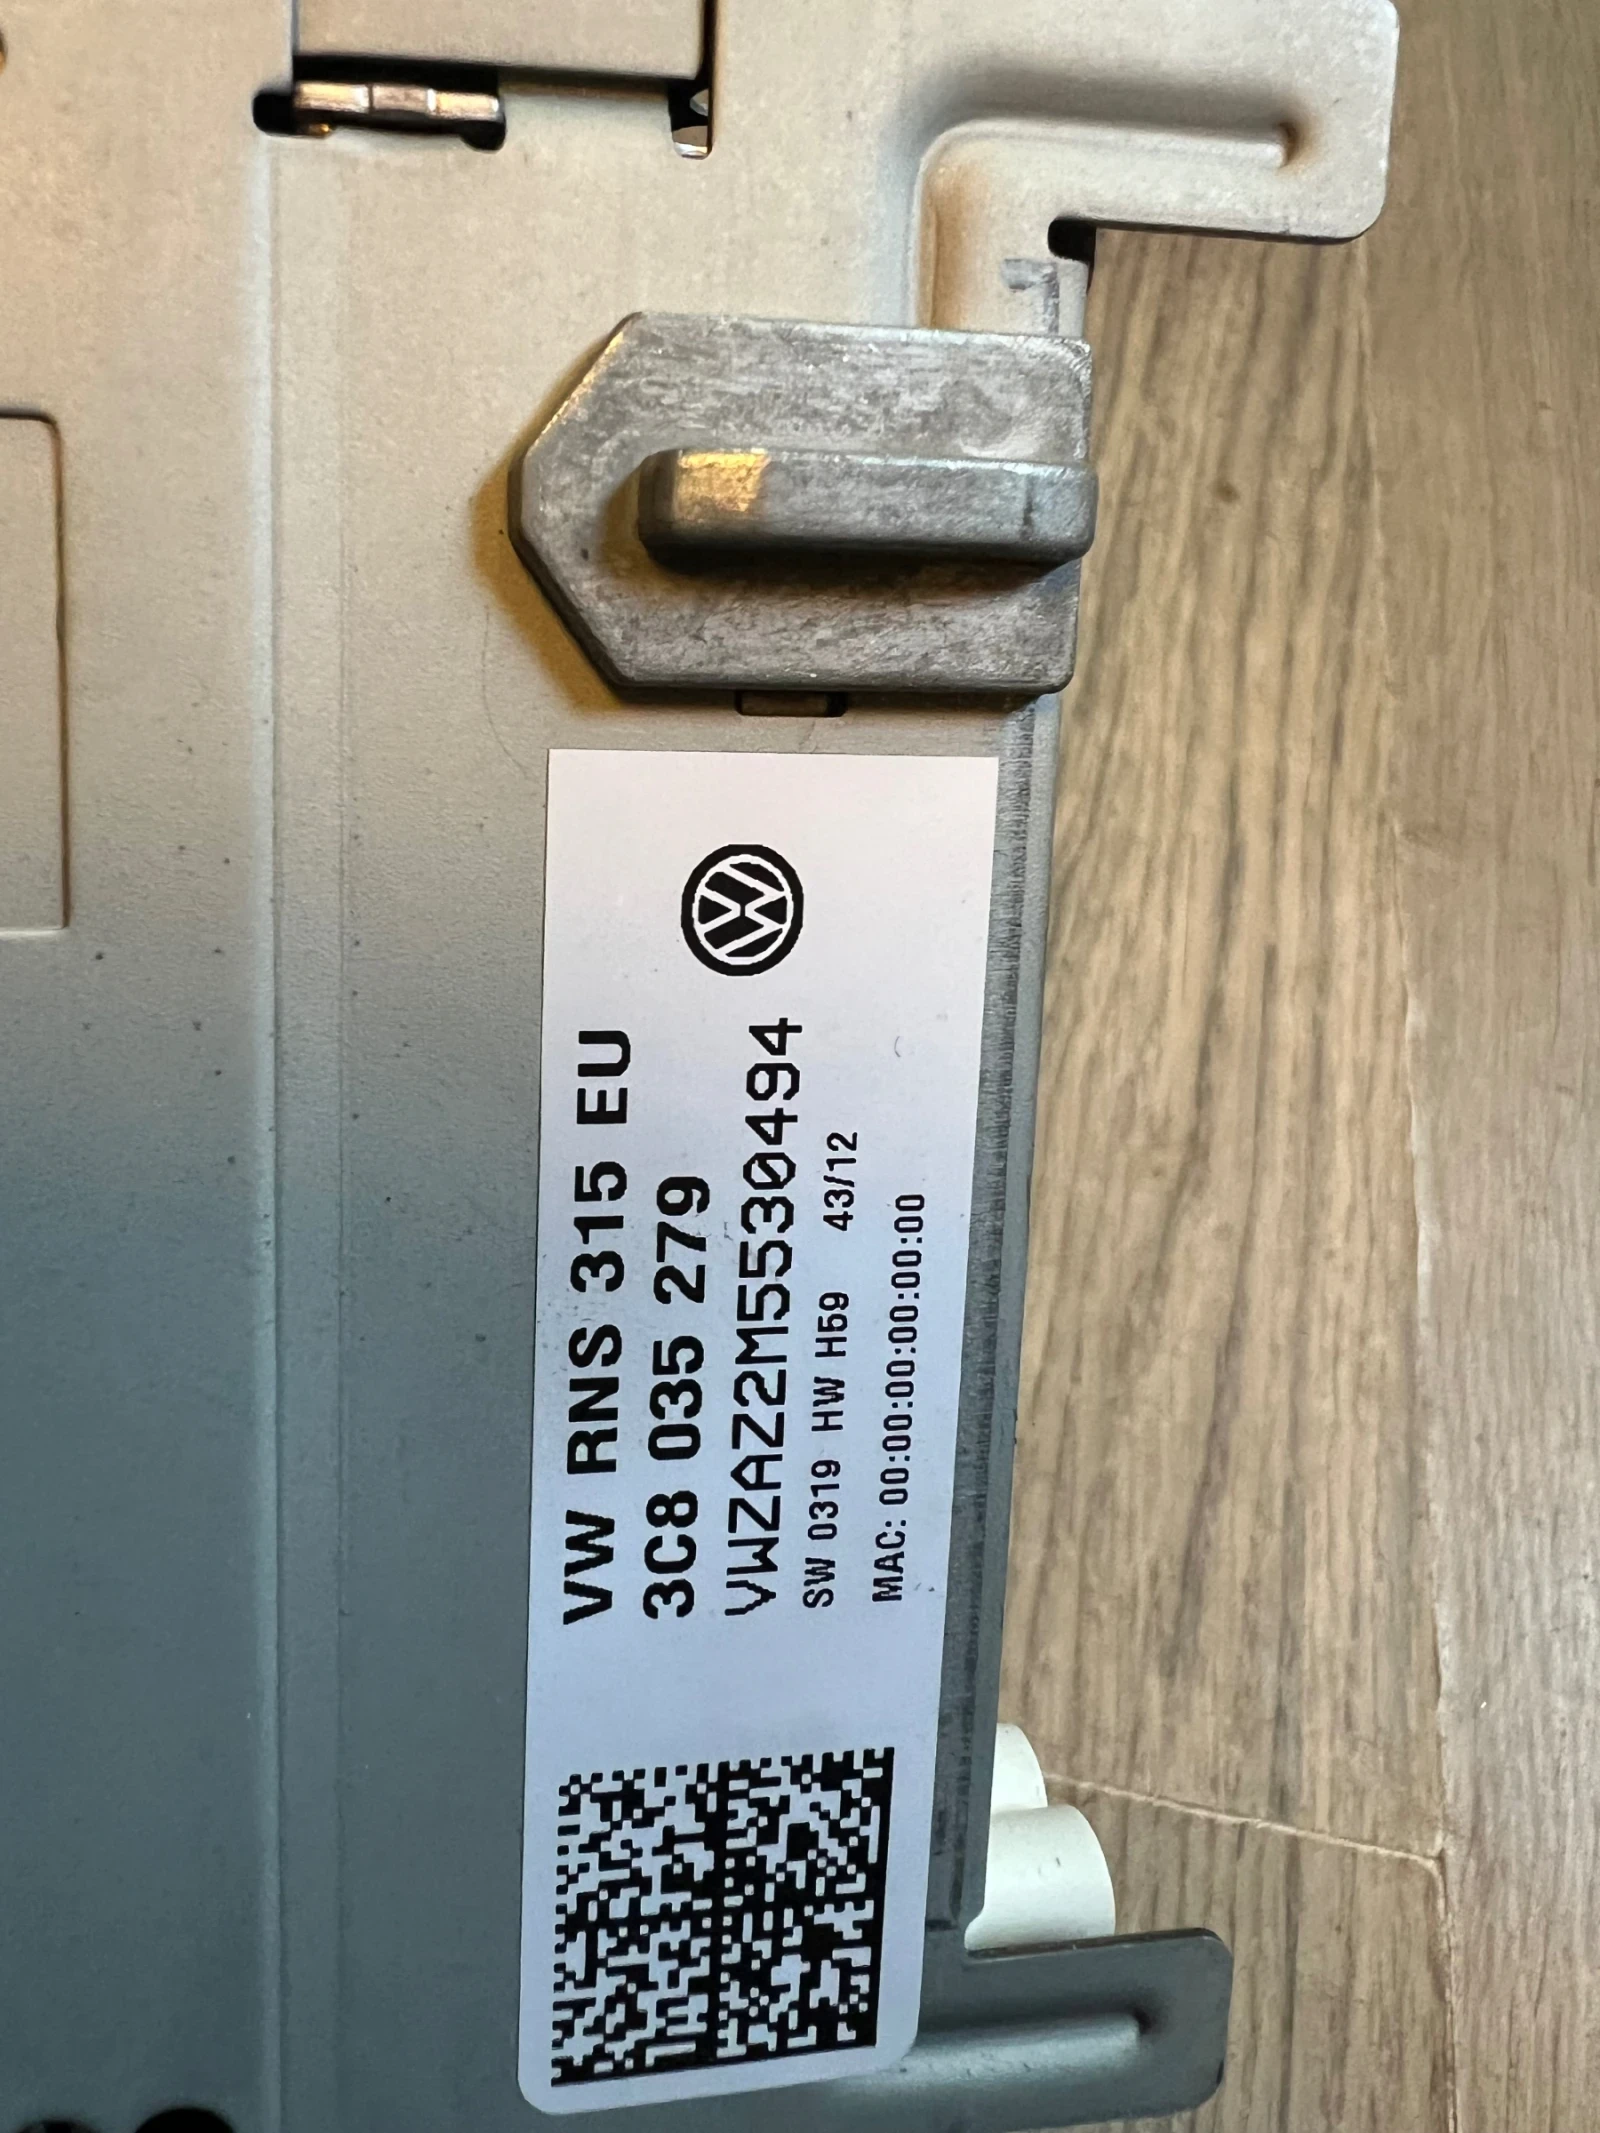 VW RNS 315 EU
3C8 035 279
VWZAZ2M5530494
SW 0319 HW H59 43/12
MAC: 00:00:00:00:00:00